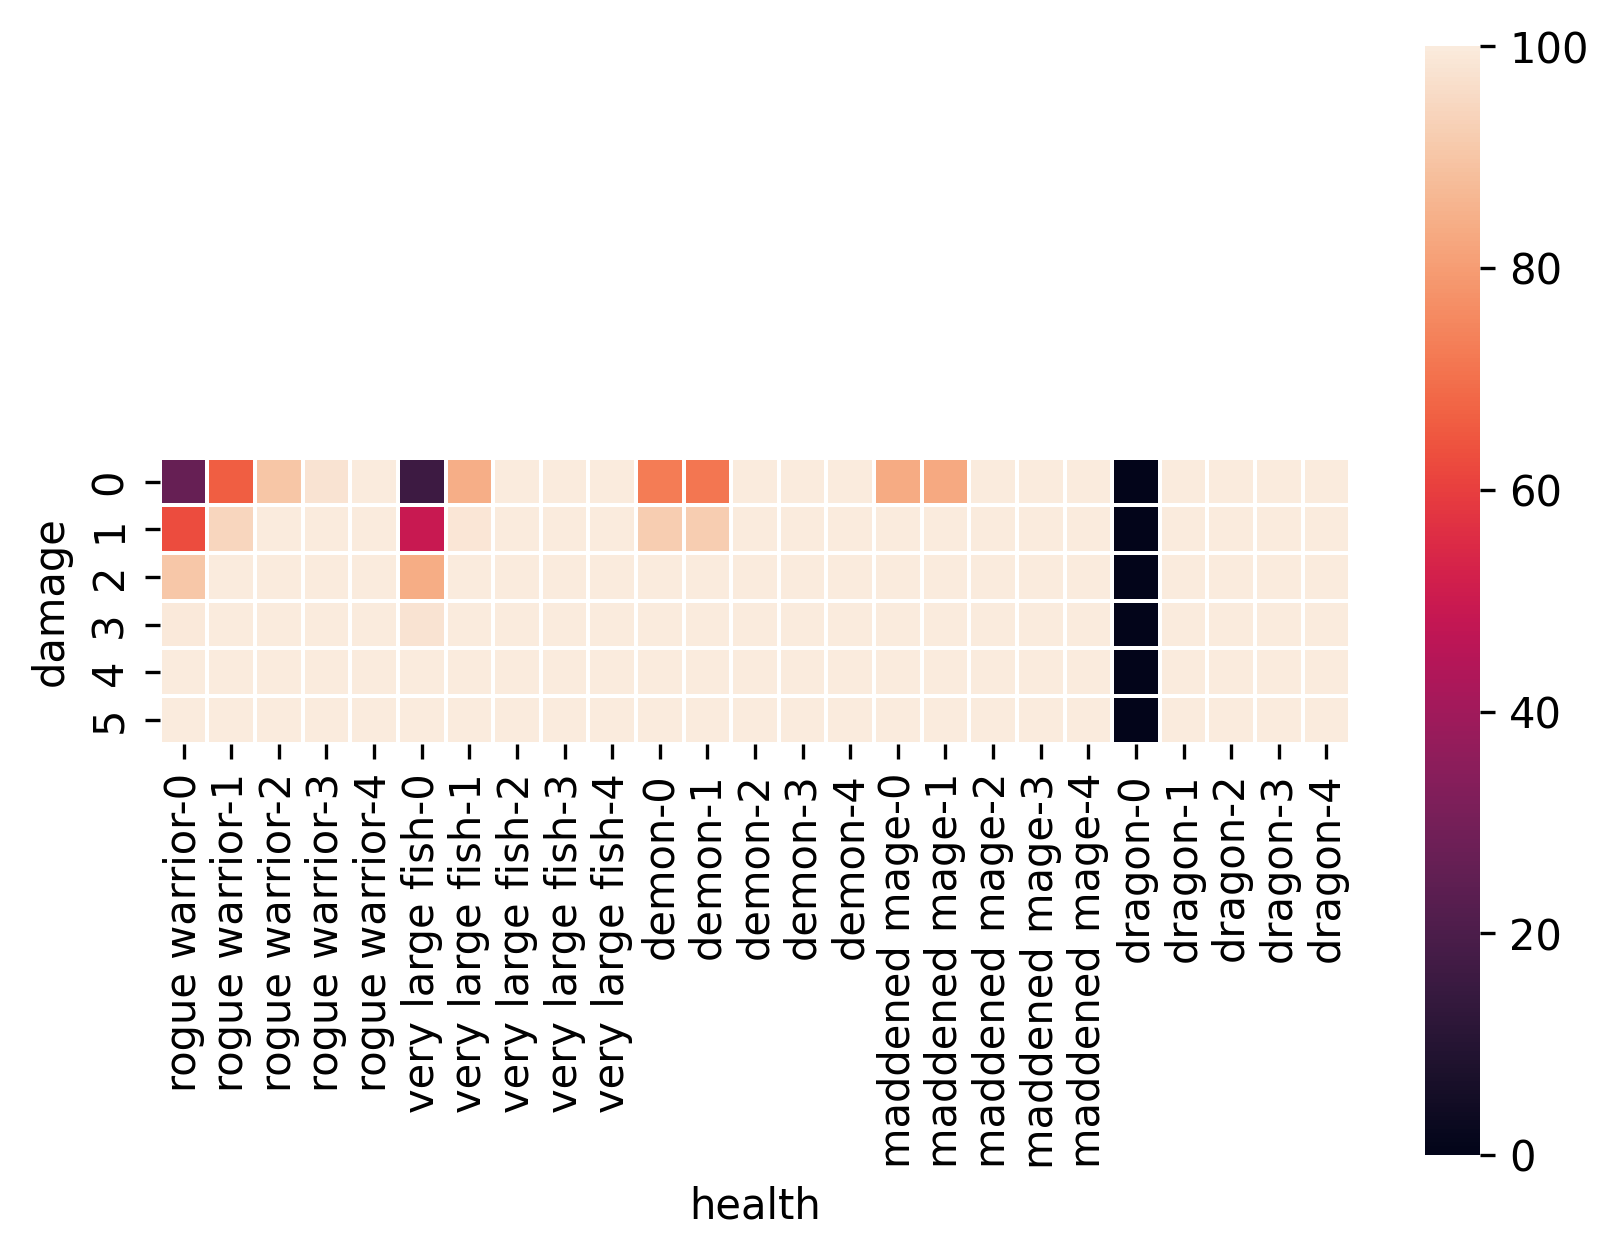 100
80
60
40
20
0
damage
0
1
2
3
4
5
rogue warrior-0
rogue warrior-1
rogue warrior-2
rogue warrior-3
rogue warrior-4
very large fish-0
very large fish-1
very large fish-2
very large fish-3
very large fish-4
demon-0
demon-1
demon-2
demon-3
demon-4
maddened mage-0
maddened mage-1
maddened mage-2
maddened mage-3
maddened mage-4
dragon-0
dragon-1
dragon-2
dragon-3
dragon-4
health